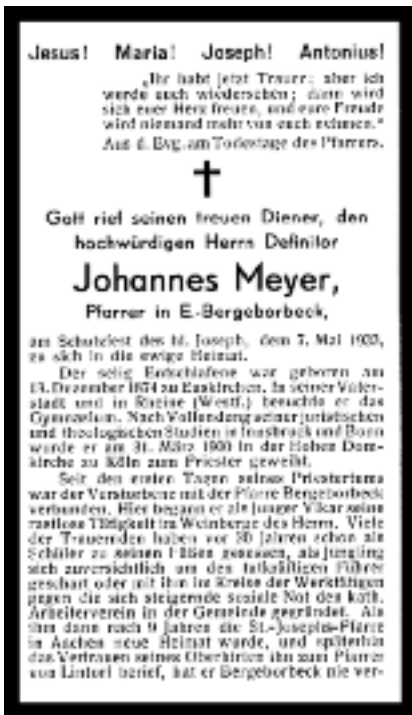 Jesus! Maria! Joseph! Antonius!
„Ihr habt jetzt Trauer; aber ich
werde euch wiedersehen; dann wird
sich euer Herz freuen, und eure Freude
wird niemand mehr von euch nehmen."
Aus d. Evg. am Todestage des Pfarrers.
Gott rief seinen treuen Diener, den
hochwürdigen Herrn Definitor
Johannes Meyer,
Pfarrer in E.-Bergeborbeck,
am Schutzfest des hl. Joseph, dem 7. Mai
zu sich in die ewige Heimat.
Der selig Entschlafene war geboren am
13. Dezember 1874 zu Euskirchen. In seiner Vater-
stadt und in Rheine (Westf.) besuchte er das
Gymnasium. Nach Vollendung seiner juristischen
und theologischen Studien in Innsbruck und Bonn
wurde er am 31. März 1900 in der Hohen Dom-
kirche zu Köln zum Priester geweiht.
Seit den ersten Tagen seines Priestertums
war der Verstorbene mit der Pfarre Bergeborbeck
verbunden. Hier begann er als junger Vikar seine
rastlose Tätigkeit im Weinberge des Herrn. Viele
der Trauernden haben vor 30 Jahren schon als
Schüler zu seinen Füßen gesessen, als Jüngling
sich zuversichtlich um den tatkräftigen Führer
geschart oder mit ihm im Kreise der Werktätigen
gegen die sich steigernde soziale Not den kath.
Arbeiterverein in der Gemeinde gegründet. Als
ihm dann nach 9 Jahren die St.-Josephs-Pfarre
in Aachen neue Heimat wurde, und späterhin
das Vertrauen seines Oberhirten ihn zum Pfarrer
von Lintorf berief, hat er Bergeborbeck nie ver-